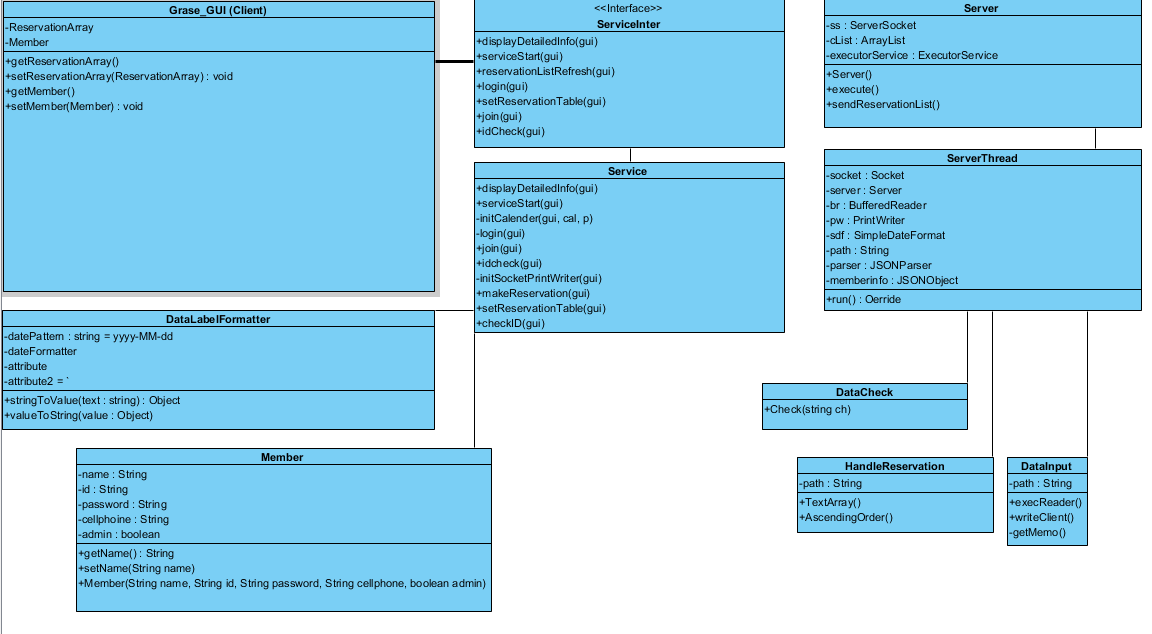 Grase_GUI (Client)
-ReservationArray
-Member
+getReservationArray()
+setReservationArray(ReservationArray) : void
+getMember()
+setMember(Member) : void
<<Interface>>
ServiceInter
+displayDetailedInfo(gui)
+serviceStart(gui)
+reservationListRefresh(gui)
+login(gui)
+setReservationTable(gui)
+join(gui)
+idCheck(gui)
Server
-ss : ServerSocket
-cList : ArrayList
-executorService : ExecutorService
+Server()
+execute()
+sendReservationList()
Service
+displayDetailedInfo(gui)
+serviceStart(gui)
-initCalender(gui, cal, p)
-login(gui)
+join(gui)
+idcheck(gui)
-initSocketPrintWriter(gui)
+makeReservation(gui)
+setReservationTable(gui)
+checkID(gui)
ServerThread
-socket : Socket
-server : Server
-br : BufferedReader
-pw : PrintWriter
-sdf : SimpleDateFormat
-path : String
-parser : JSONParser
-memberinfo : JSONObject
+run() : Oerride
DataLabelFormatter
-datePattern : string = yyyy-MM-dd
-dateFormatter
-attribute
-attribute2 = `
+stringToValue(text : string) : Object
+valueToString(value : Object)
DataCheck
+Check(string ch)
Member
-name : String
-id : String
-password : String
-cellphoine : String
-admin : boolean
+getName() : String
+setName(String name)
+Member(String name, String id, String password, String cellphone, boolean admin)
HandleReservation
-path : String
+TextArray()
+AscendingOrder()
DataInput
-path : String
+execReader()
+writeClient()
-getMemo()